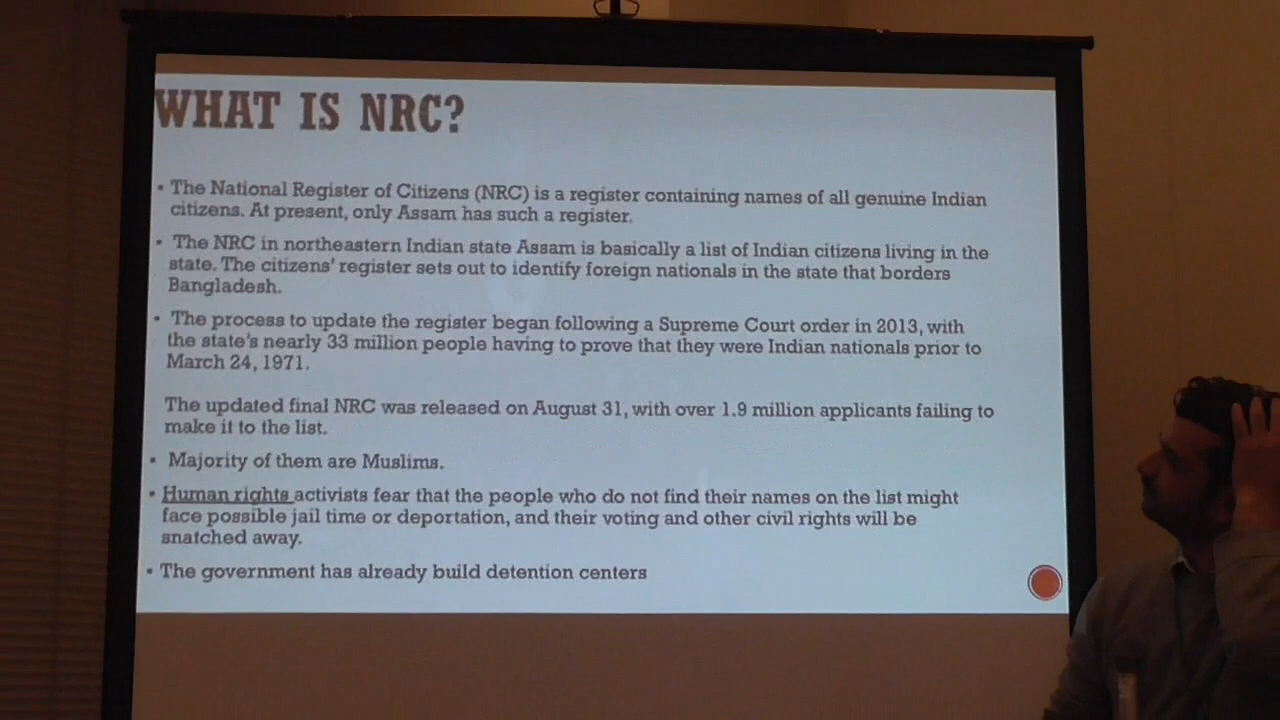 WHAT IS NRC?
▪ The National Register of Citizens (NRC) is a register containing names of all genuine Indian
citizens. At present, only Assam has such a register.
▪ The NRC in northeastern Indian state Assam is basically a list of Indian citizens living in the
state. The citizens' register sets out to identify foreign nationals in the state that borders
Bangladesh.
▪ The process to update the register began following a Supreme Court order in 2013, with
the state's nearly 33 million people having to prove that they were Indian nationals prior to
March 24, 1971.
The updated final NRC was released on August 31, with over 1.9 million applicants failing to
make it to the list.
▪ Majority of them are Muslims.
▪ Human rights activists fear that the people who do not find their names on the list might
face possible jail time or deportation, and their voting and other civil rights will be
snatched away.
▪ The government has already build detention centers